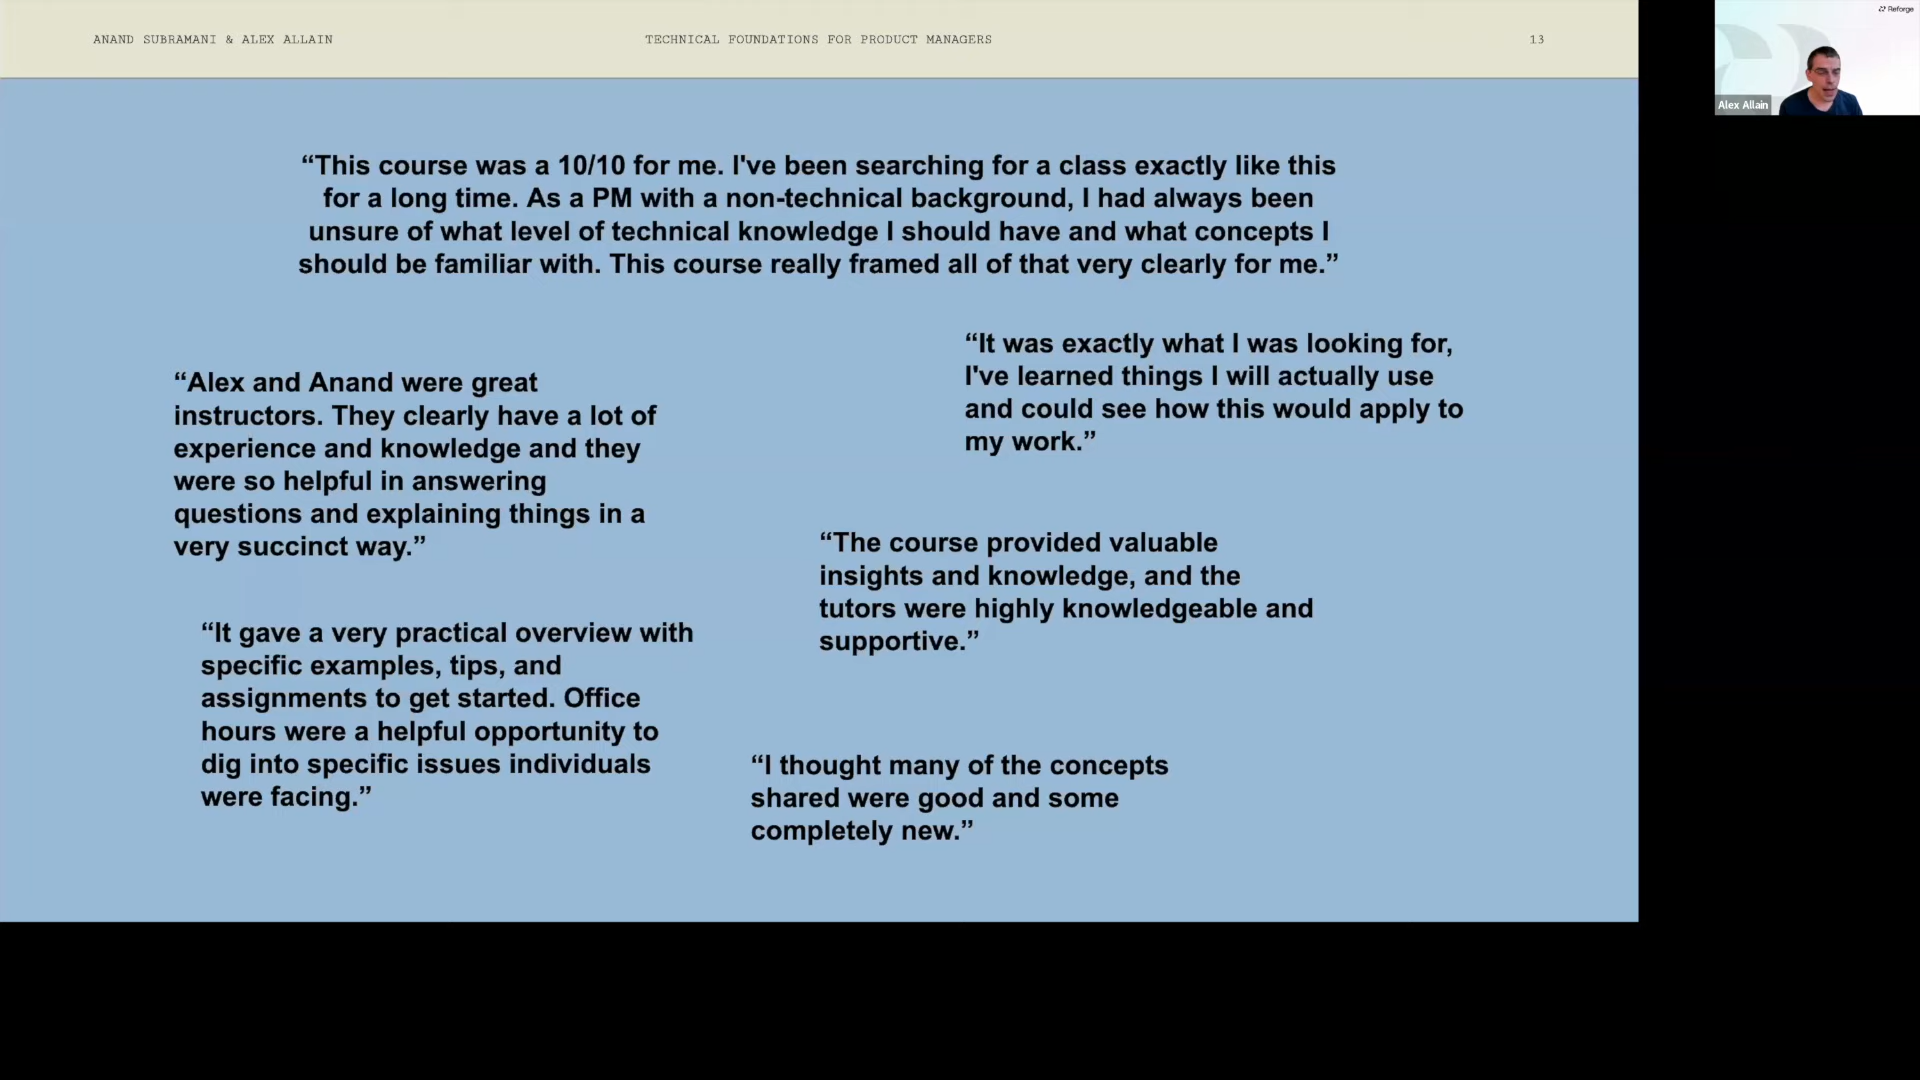 ANAND SUBRAMANI & ALEX ALLAIN
TECHNICAL FOUNDATIONS FOR PRODUCT MANAGERS
13
“This course was a 10/10 for me. I've been searching for a class exactly like this
for a long time. As a PM with a non-technical background, I had always been
unsure of what level of technical knowledge I should have and what concepts I
should be familiar with. This course really framed all of that very clearly for me.”
“Alex and Anand were great
instructors. They clearly have a lot of
experience and knowledge and they
were so helpful in answering
questions and explaining things in a
very succinct way.”
“It was exactly what I was looking for,
I've learned things I will actually use
and could see how this would apply to
my work.”
“The course provided valuable
insights and knowledge, and the
tutors were highly knowledgeable and
supportive.”
“It gave a very practical overview with
specific examples, tips, and
assignments to get started. Office
hours were a helpful opportunity to
dig into specific issues individuals
were facing.”
“I thought many of the concepts
shared were good and some
completely new.”
Reforge
Alex Allain